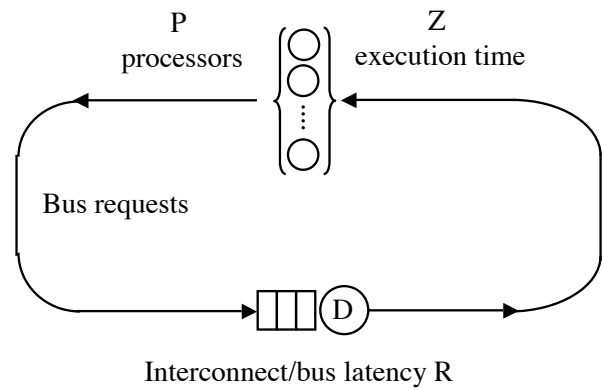 P
processors
Z
execution time
Bus requests
D
Interconnect/bus latency R